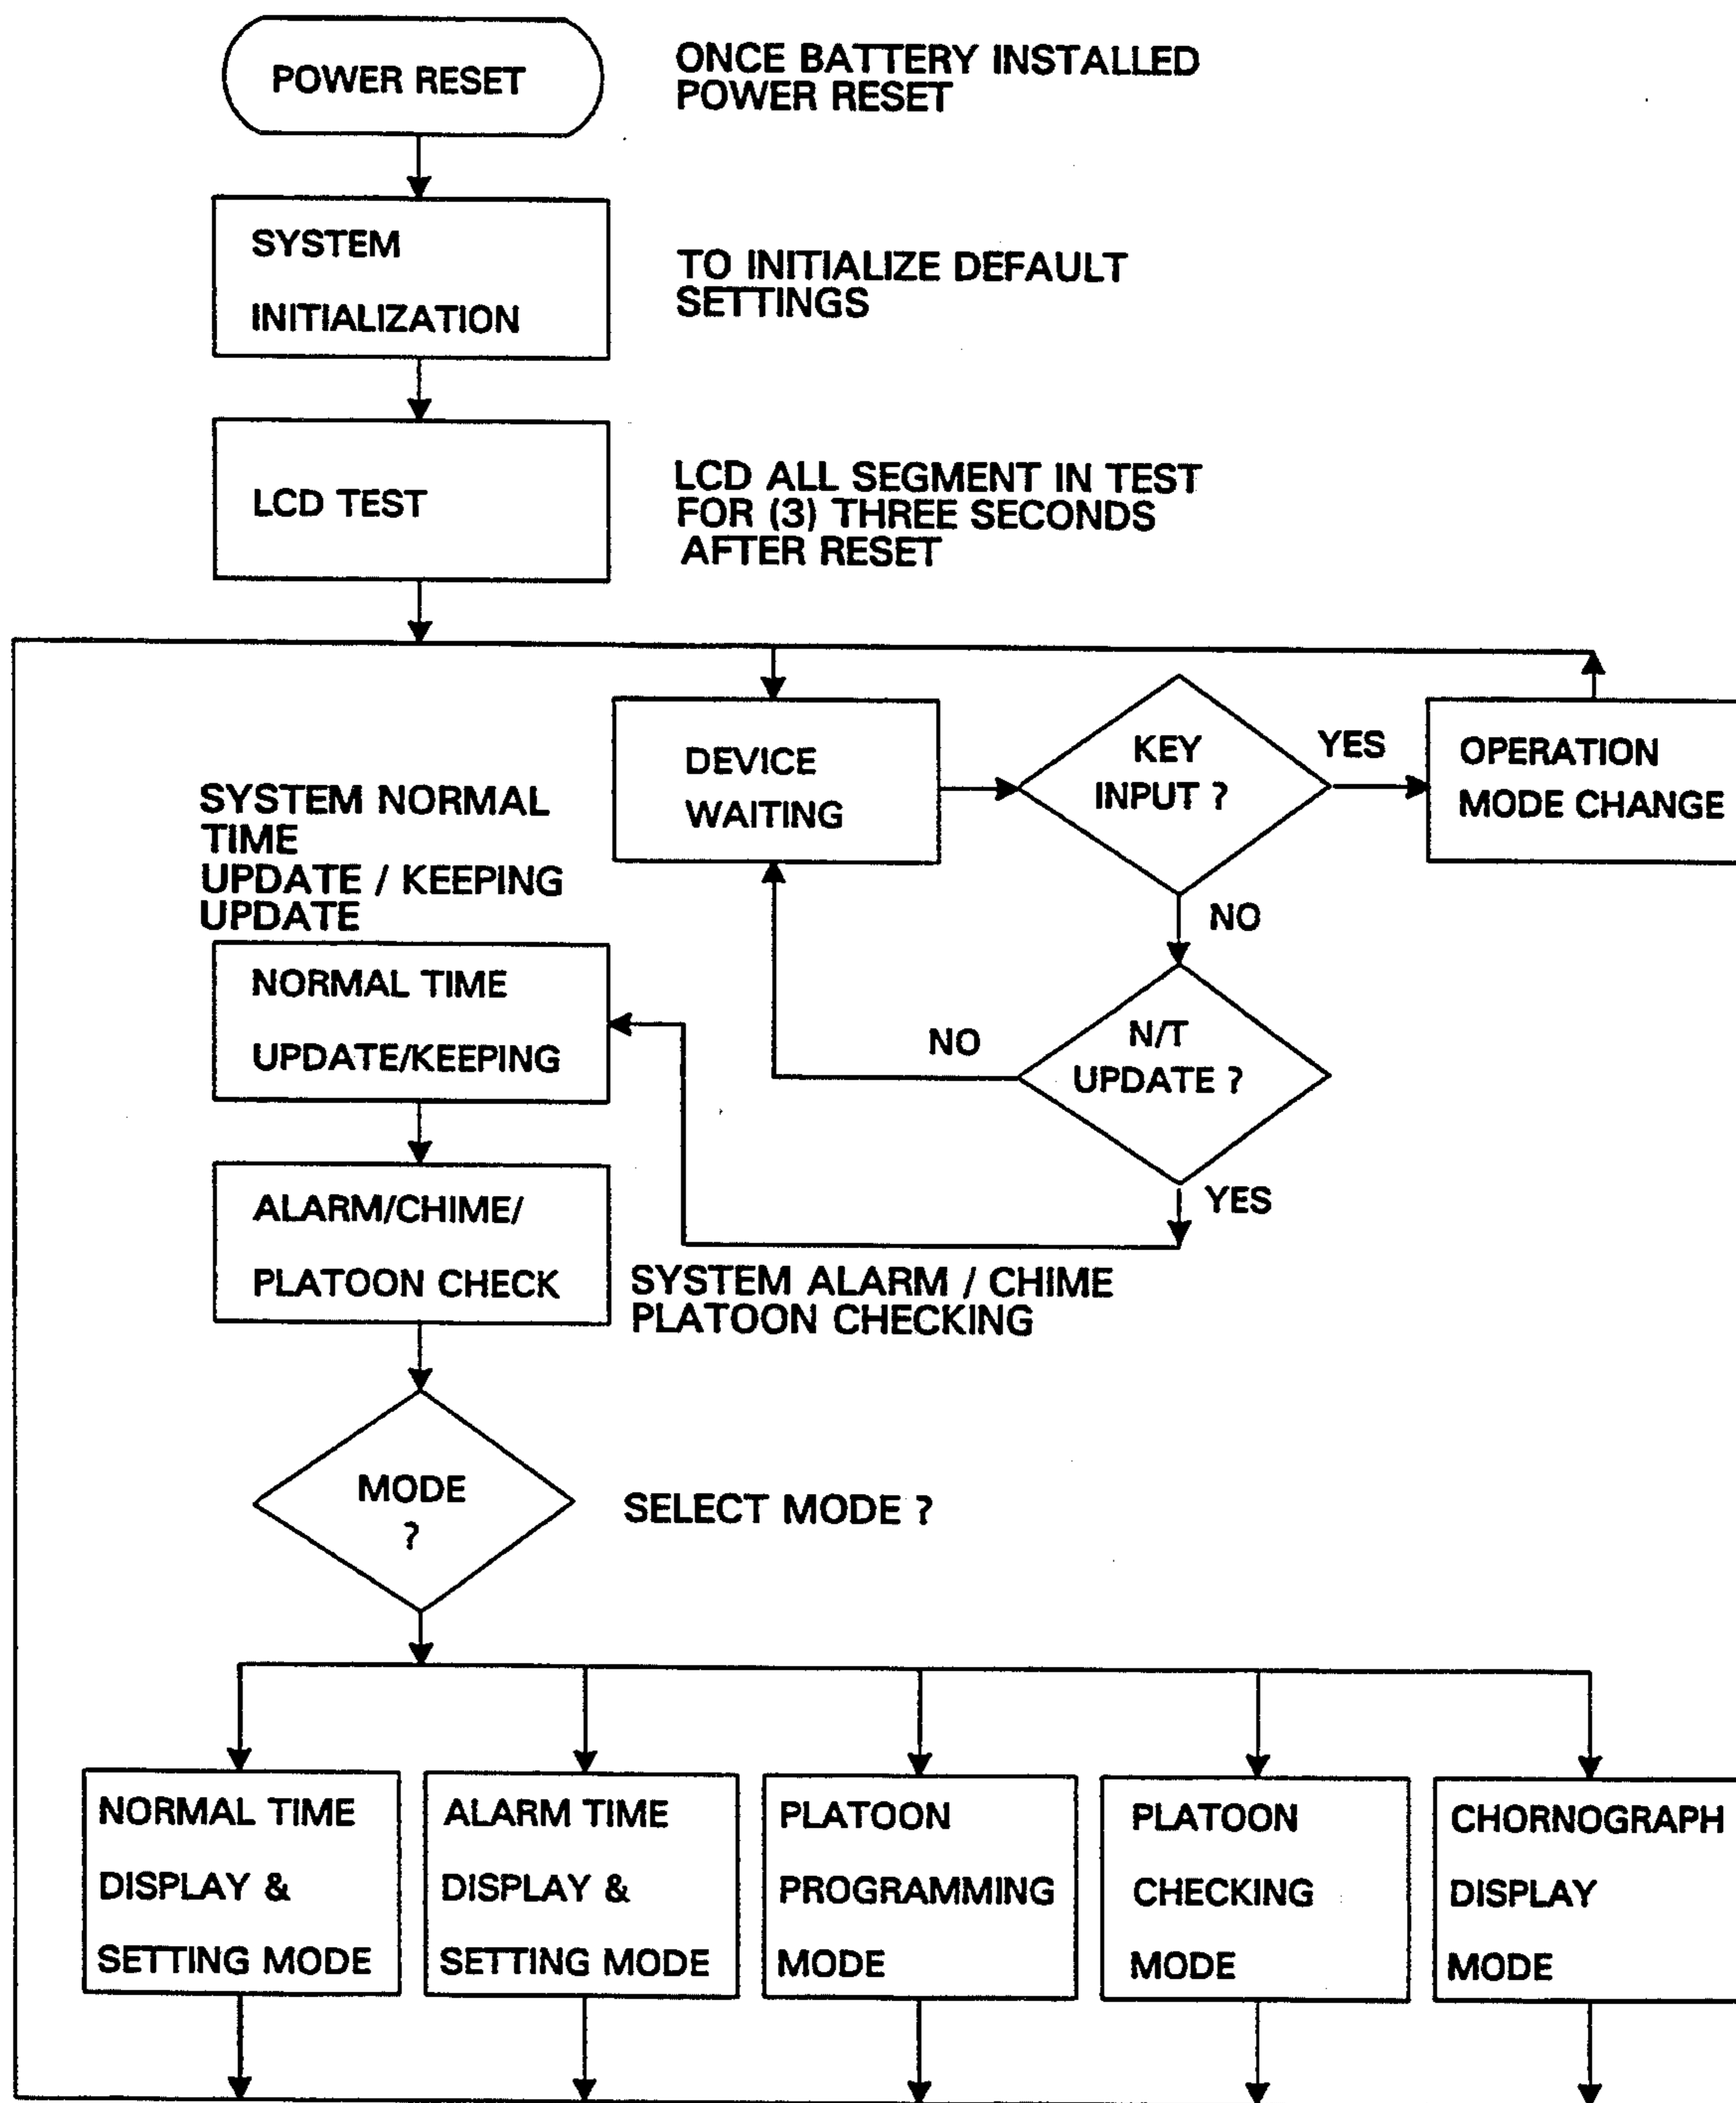 POWER RESET
ONCE BATTERY INSTALLED
POWER RESET
SYSTEM
INITIALIZATION
TO INITIALIZE DEFAULT
SETTINGS
LCD TEST
LCD ALL SEGMENT IN TEST
FOR (3) THREE SECONDS
AFTER RESET
DEVICE
WAITING
KEY
INPUT ?
YES
OPERATION
MODE CHANGE
NO
SYSTEM NORMAL
TIME
UPDATE / KEEPING
UPDATE
NORMAL TIME
UPDATE/KEEPING
NO
N/T
UPDATE ?
YES
ALARM/CHIME/
PLATOON CHECK
SYSTEM ALARM / CHIME
PLATOON CHECKING
MODE
?
SELECT MODE ?
NORMAL TIME
DISPLAY &
SETTING MODE
ALARM TIME
DISPLAY &
SETTING MODE
PLATOON
PROGRAMMING
MODE
PLATOON
CHECKING
MODE
CHORNOGRAPH
DISPLAY
MODE